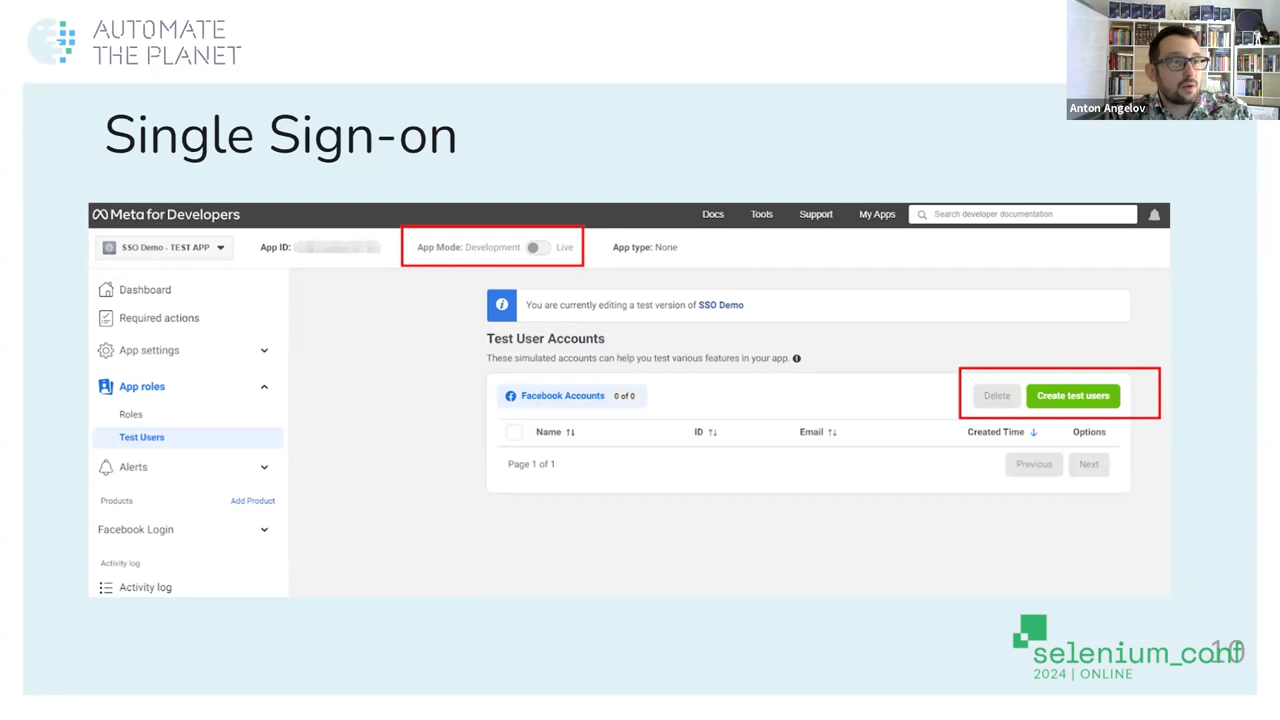 AUTOMATE
THE PLANET
Anton Angelov
Single Sign-on
Meta for Developers
Docs Tools Support My Apps Search developer documentation
SSO Demo - TEST APP App ID: App Mode: Development Live App type: None
Dashboard
Required actions
App settings
App roles
Roles
Test Users
Alerts
Products Add Product
Facebook Login
Activity log
Activity log
You are currently editing a test version of SSO Demo
Test User Accounts
These simulated accounts can help you test various features in your app.
Facebook Accounts 0 of 0 Delete Create test users
Name ID Email Created Time Options
Page 1 of 1 Previous Next
selenium_conf
2024 | ONLINE